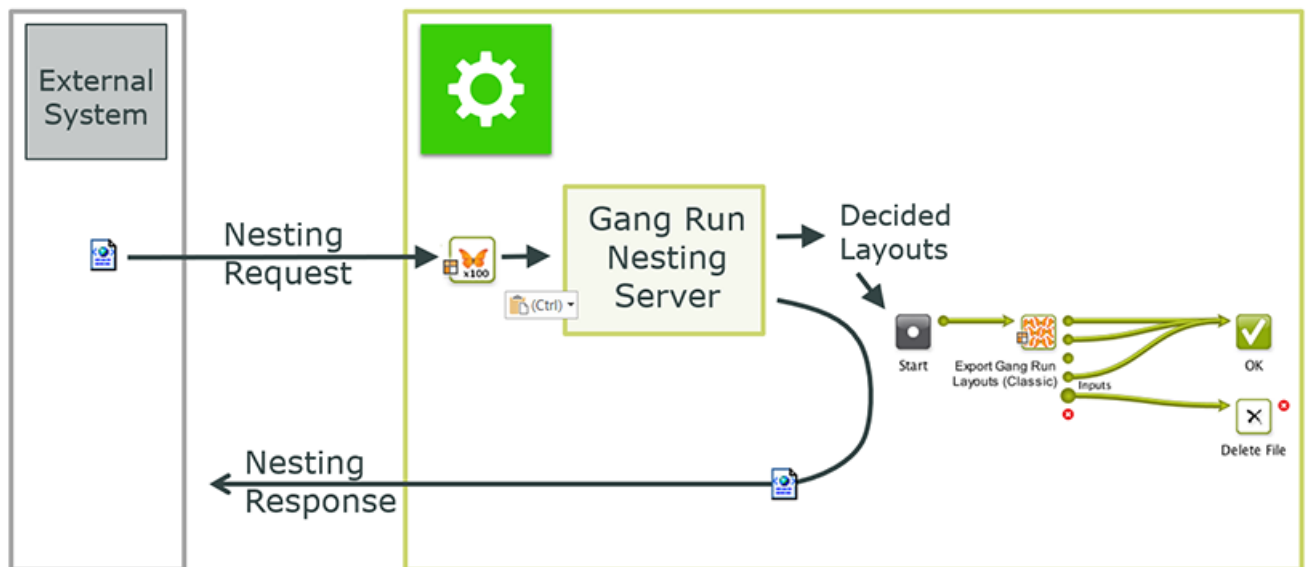 External
System
Nesting
Request
x100
(Ctrl)
Gang Run
Nesting
Server
Decided
Layouts
Start
Export Gang Run
Layouts (Classic)
Inputs
OK
Delete File
Nesting
Response